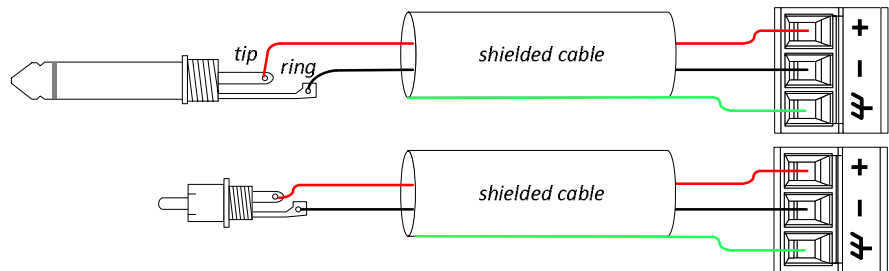 tip
ring
shielded cable
+
−
shielded cable
+
−